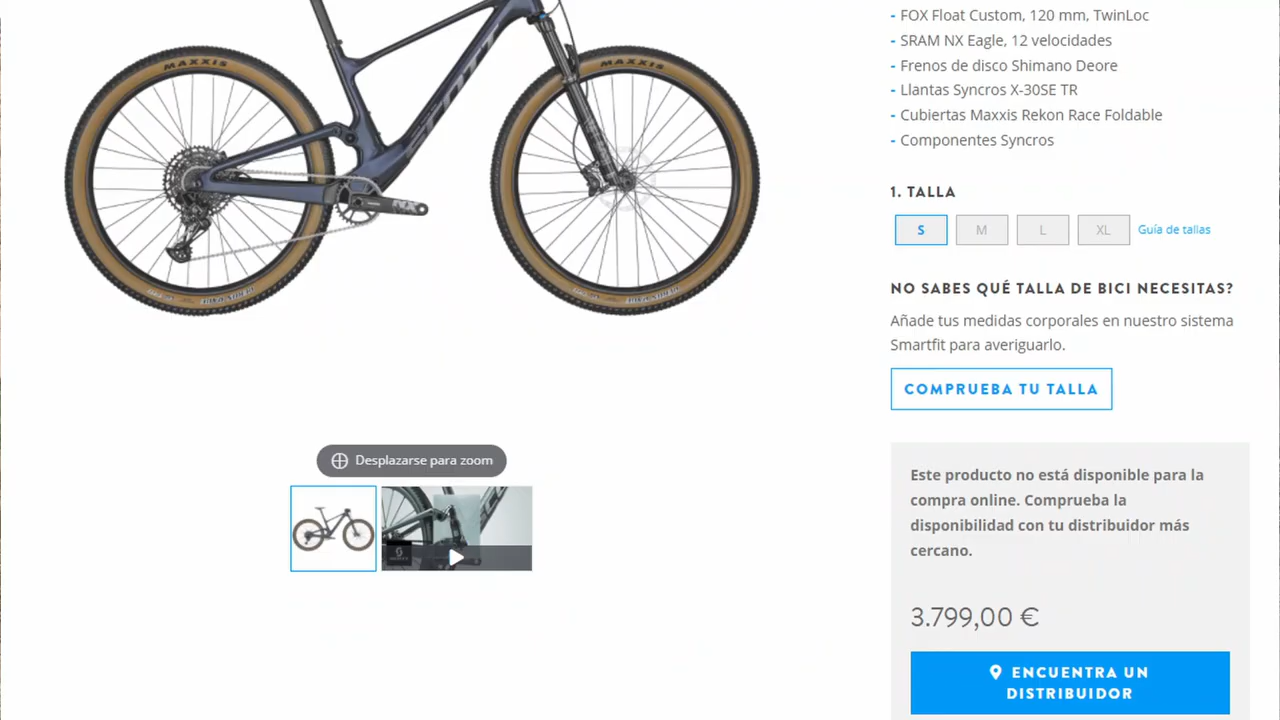 MAXXIS
MAXXIS
SCOTT
NX
- FOX Float Custom, 120 mm, TwinLoc
- SRAM NX Eagle, 12 velocidades
- Frenos de disco Shimano Deore
- Llantas Syncros X-30SE TR
- Cubiertas Maxxis Rekon Race Foldable
- Componentes Syncros
1. TALLA
S M L XL Guía de tallas
NO SABES QUÉ TALLA DE BICI NECESITAS?
Añade tus medidas corporales en nuestro sistema
Smartfit para averiguarlo.
COMPRUEBA TU TALLA
Desplazarse para zoom
Este producto no está disponible para la
compra online. Comprueba la
disponibilidad con tu distribuidor más
cercano.
3.799,00 €
ENCUENTRA UN
DISTRIBUIDOR